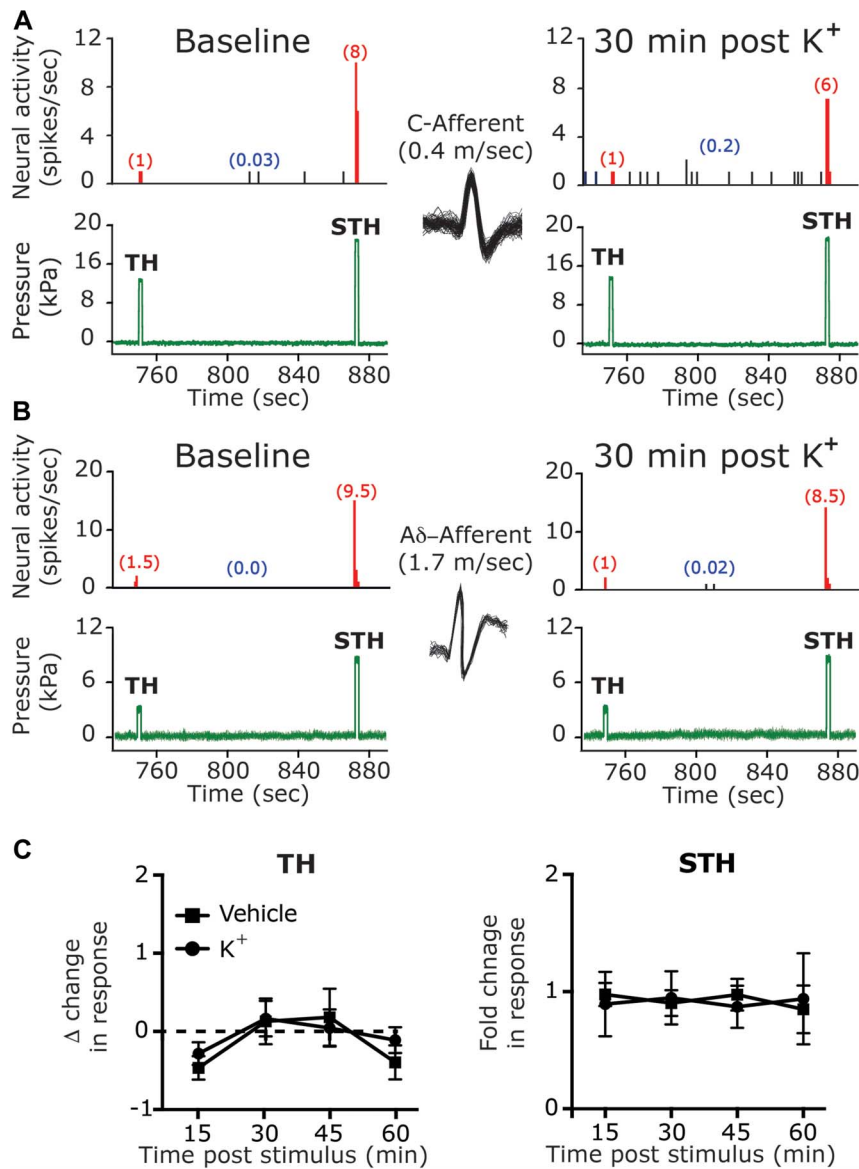 A
Baseline
30 min post K+
Neural activity
(spikes/sec)
12
8
4
0
(1)
(0.03)
(8)
C-Afferent
(0.4 m/sec)
12
8
4
0
(1)
(0.2)
(6)
Pressure
(kPa)
20
16
8
0
TH
STH
20
16
8
0
TH
STH
760
800
840
880
Time (sec)
760
800
840
880
Time (sec)
B
Baseline
30 min post K+
Neural activity
(spikes/sec)
20
10
0
(1.5)
(0.0)
(9.5)
Aδ-Afferent
(1.7 m/sec)
20
10
0
(1)
(0.02)
(8.5)
Pressure
(kPa)
12
6
0
TH
STH
12
6
0
TH
STH
760
800
840
880
Time (sec)
760
800
840
880
Time (sec)
C
TH
Δ change
in response
2
1
0
-1
Vehicle
K+
15
30
45
60
Time post stimulus (min)
STH
Fold chnage
in response
2
1
0
15
30
45
60
Time post stimulus (min)